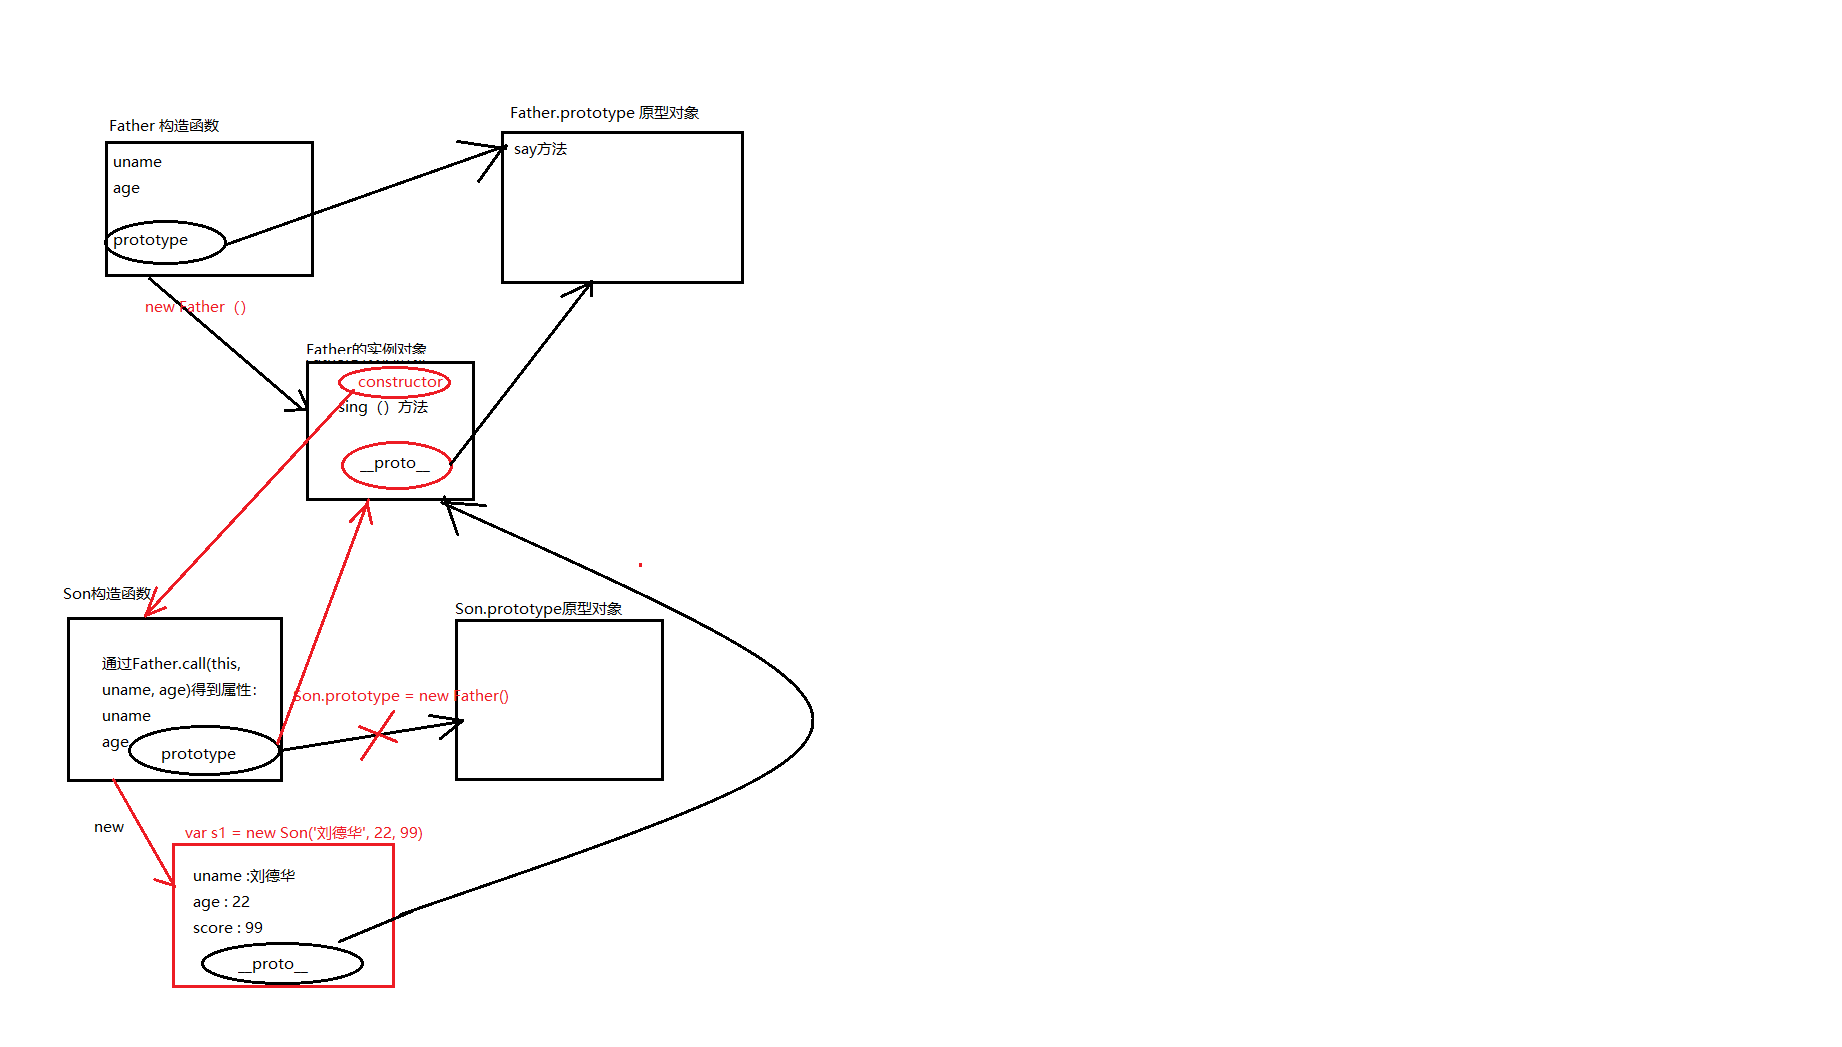 Father 构造函数
uname
age
prototype
Father.prototype 原型对象
say方法
new Father（）
Father的实例对象
constructor
sing（）方法
__proto__
Son构造函数
通过Father.call(this,
uname, age)得到属性：
uname
age
prototype
Son.prototype原型对象
Son.prototype = new Father()
new
var s1 = new Son('刘德华', 22, 99)
uname :刘德华
age : 22
score : 99
__proto__